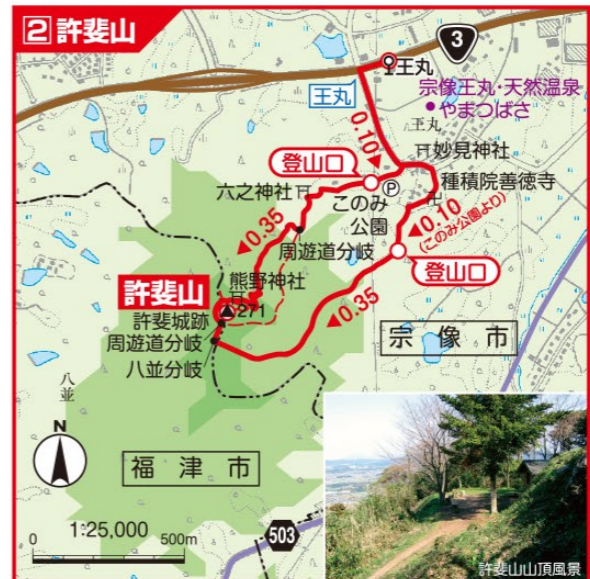 2 許斐山
3
王丸
王丸
宗像王丸・天然温泉
やまつばさ
王丸
0.10
妙見神社
登山口
P
種積院善徳寺
六之神社
このみ
公園
0.10
(このみ公園より)
0.35
周遊道分岐
登山口
熊野神社
許斐山
271
0.35
許斐城跡
宗像市
周遊道分岐
八並分岐
八並
N
福津市
1:25,000
0 500m
503
許斐山山頂風景